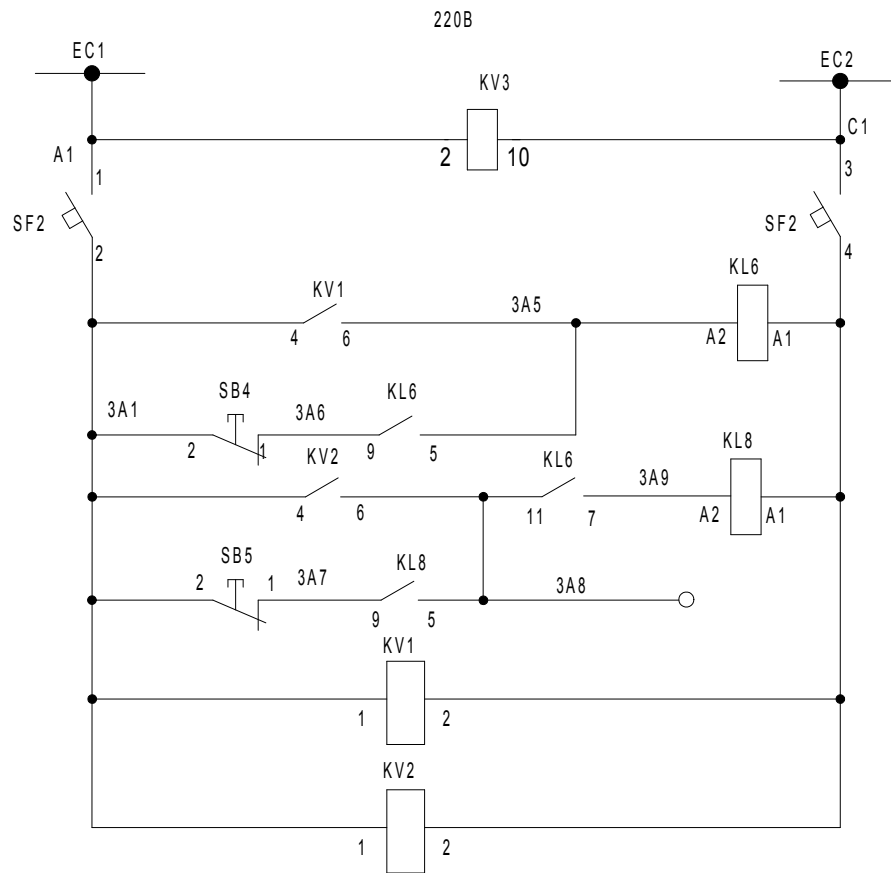 220В
EC1
EC2
KV3
2 10
A1
C1
1
3
SF2
SF2
2
4
KV1
KL6
3A5
4 6
A2 A1
3A1
SB4
3A6
KL6
2 1
9 5
KV2
KL6
3A9
KL8
4 6
11 7
A2 A1
SB5
2 1
3A7
KL8
3A8
9 5
KV1
1 2
KV2
1 2